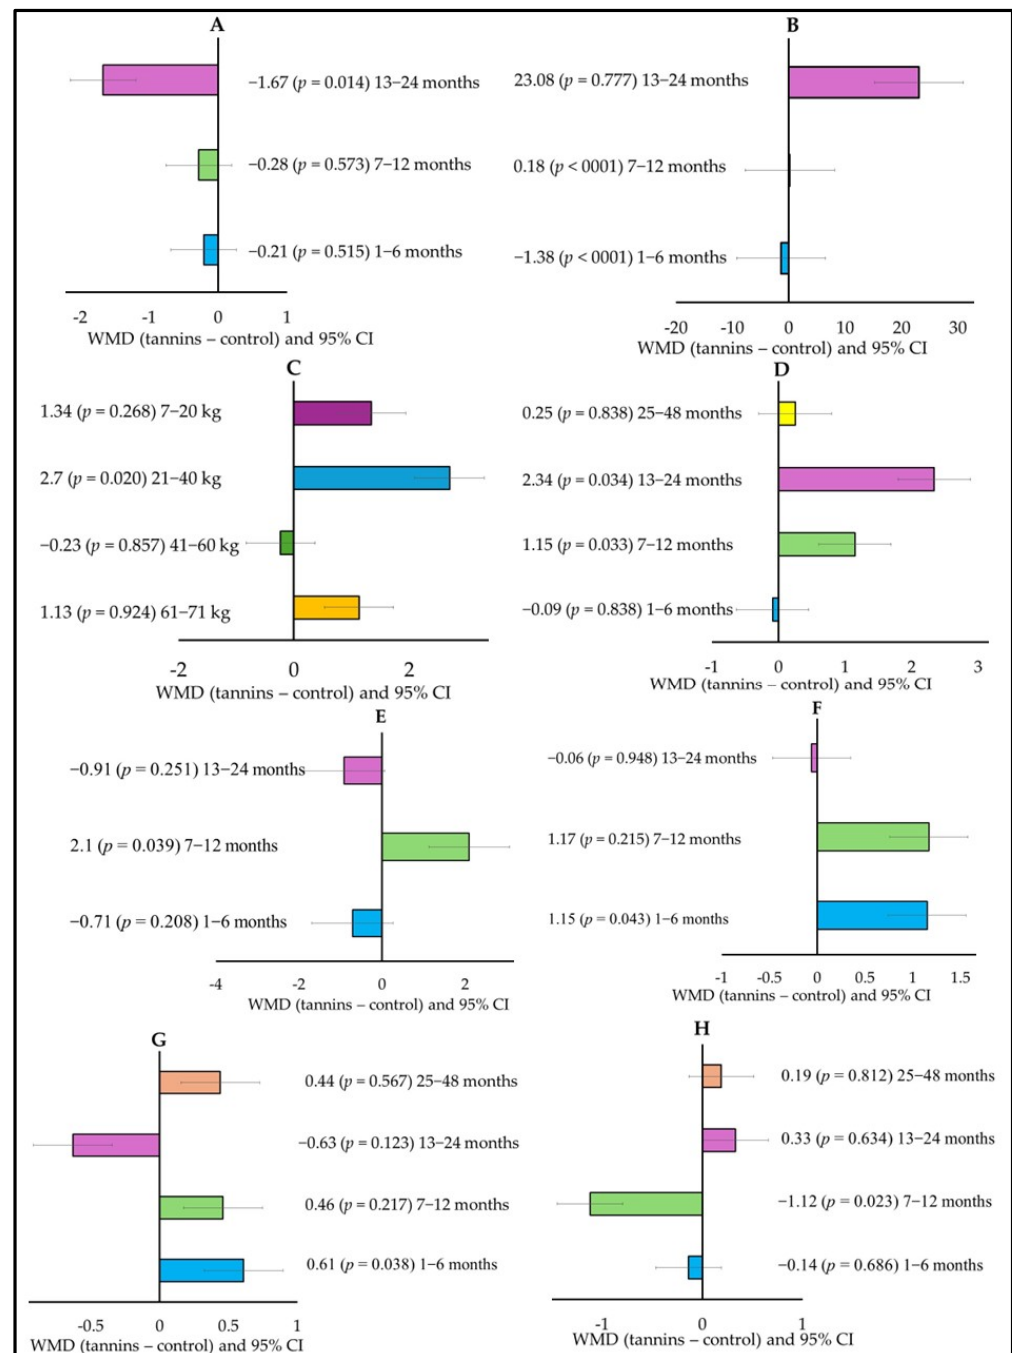 A
−1.67 (p = 0.014) 13–24 months
−0.28 (p = 0.573) 7–12 months
−0.21 (p = 0.515) 1–6 months
-2 -1 0 1
WMD (tannins – control) and 95% CI
B
23.08 (p = 0.777) 13–24 months
0.18 (p < 0001) 7–12 months
−1.38 (p < 0001) 1–6 months
-20 -10 0 10 20 30
WMD (tannins – control) and 95% CI
C
1.34 (p = 0.268) 7–20 kg
2.7 (p = 0.020) 21–40 kg
−0.23 (p = 0.857) 41–60 kg
1.13 (p = 0.924) 61–71 kg
-2 0 2
WMD (tannins – control) and 95% CI
D
0.25 (p = 0.838) 25–48 months
2.34 (p = 0.034) 13–24 months
1.15 (p = 0.033) 7–12 months
−0.09 (p = 0.838) 1–6 months
-1 0 1 2 3
WMD (tannins – control) and 95% CI
E
−0.91 (p = 0.251) 13–24 months
2.1 (p = 0.039) 7–12 months
−0.71 (p = 0.208) 1–6 months
-4 -2 0 2
WMD (tannins – control) and 95% CI
F
−0.06 (p = 0.948) 13–24 months
1.17 (p = 0.215) 7–12 months
1.15 (p = 0.043) 1–6 months
-1 -0.5 0 0.5 1 1.5
WMD (tannins – control) and 95% CI
G
0.44 (p = 0.567) 25–48 months
−0.63 (p = 0.123) 13–24 months
0.46 (p = 0.217) 7–12 months
0.61 (p = 0.038) 1–6 months
-0.5 0 0.5 1
WMD (tannins – control) and 95% CI
H
0.19 (p = 0.812) 25–48 months
0.33 (p = 0.634) 13–24 months
−1.12 (p = 0.023) 7–12 months
−0.14 (p = 0.686) 1–6 months
-1 0 1
WMD (tannins – control) and 95% CI